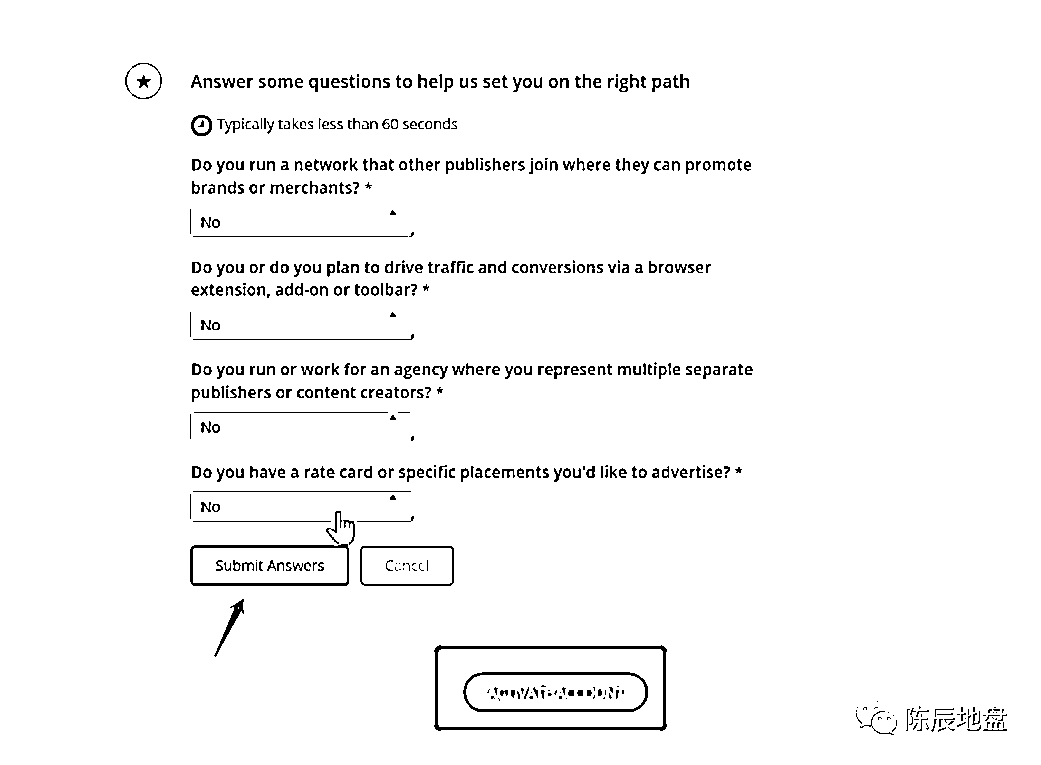 Answer some questions to help us set you on the right path
Typically takes less than 60 seconds
Do you run a network that other publishers join where they can promote
brands or merchants? *
No
Do you or do you plan to drive traffic and conversions via a browser
extension, add-on or toolbar? *
No
Do you run or work for an agency where you represent multiple separate
publishers or content creators? *
No
Do you have a rate card or specific placements you'd like to advertise? *
No
Submit Answers Cancel
ACTIVATE ACCOUNT
陈辰地盘